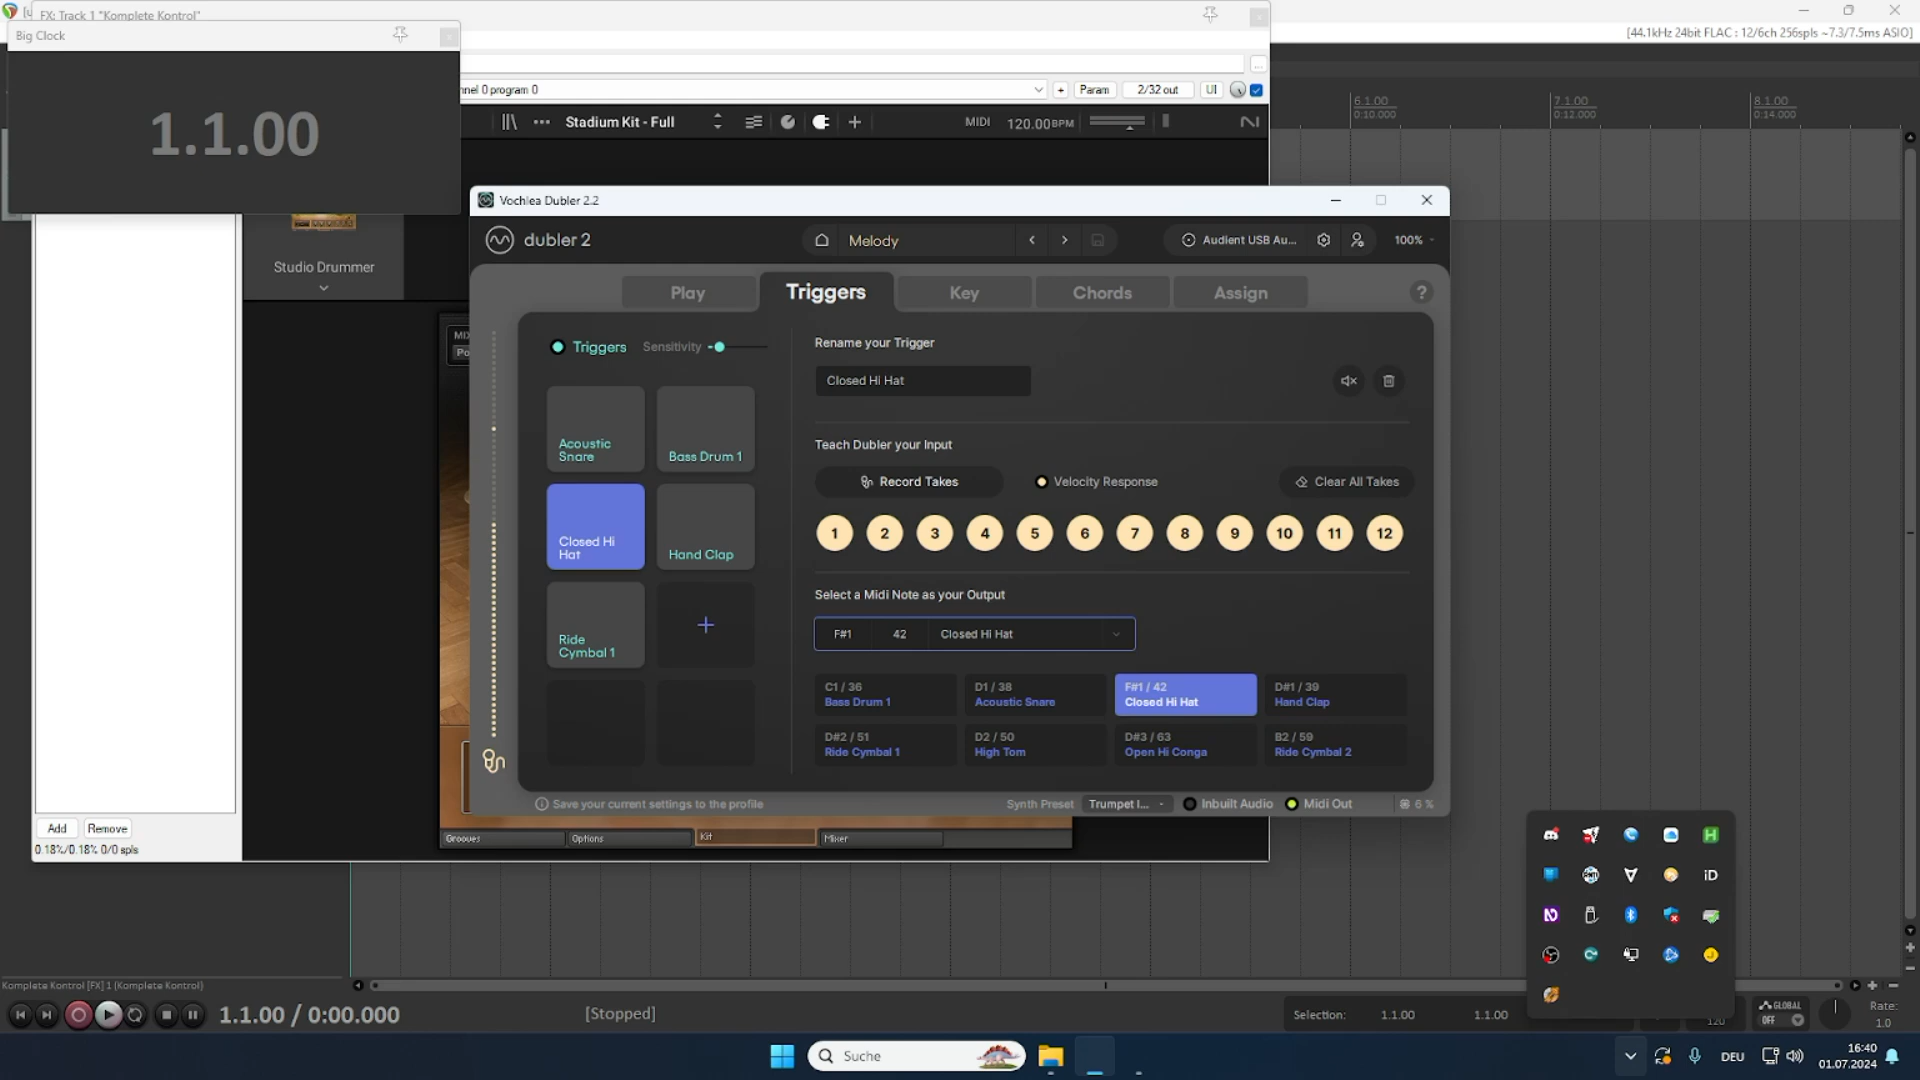 FX: Track 1 "Komplete Kontrol"
Big Clock
[44.1kHz 24bit FLAC : 12/6ch 256spls ~7.3/7.5ms ASIO]
1.1.00
nnel 0 program 0
+
Param
2/32 out
UI
Stadium Kit - Full
MIDI
120.00 BPM
6.1.00
0:10.000
7.1.00
0:12.000
8.1.00
0:14.000
Studio Drummer
Vochlea Dubler 2.2
dubler 2
Melody
Audient USB Au...
100%
Play
Triggers
Key
Chords
Assign
?
Triggers
Sensitivity
Rename your Trigger
Closed Hi Hat
Acoustic
Snare
Bass Drum 1
Closed Hi
Hat
Hand Clap
Ride
Cymbal 1
+
Teach Dubler your Input
Record Takes
Velocity Response
Clear All Takes
1 2 3 4 5 6 7 8 9 10 11 12
Select a Midi Note as your Output
F#1 42 Closed Hi Hat
C1 / 36
Bass Drum 1
D1 / 38
Acoustic Snare
F#1 / 42
Closed Hi Hat
D#1 / 39
Hand Clap
D#2 / 51
Ride Cymbal 1
D2 / 50
High Tom
D#3 / 63
Open Hi Conga
B2 / 59
Ride Cymbal 2
Save your current settings to the profile
Synth Preset
Trumpet I...
Inbuilt Audio
Midi Out
6 %
Grooves
Options
Kit
Mixer
Add
Remove
0.18%/0.18% 0/0 spls
Komplete Kontrol [FX] 1 (Komplete Kontrol)
1.1.00 / 0:00.000
[Stopped]
Selection:
1.1.00
1.1.00
120
GLOBAL
OFF
Rate:
1.0
iD
Suche
DEU
16:40
01.07.2024